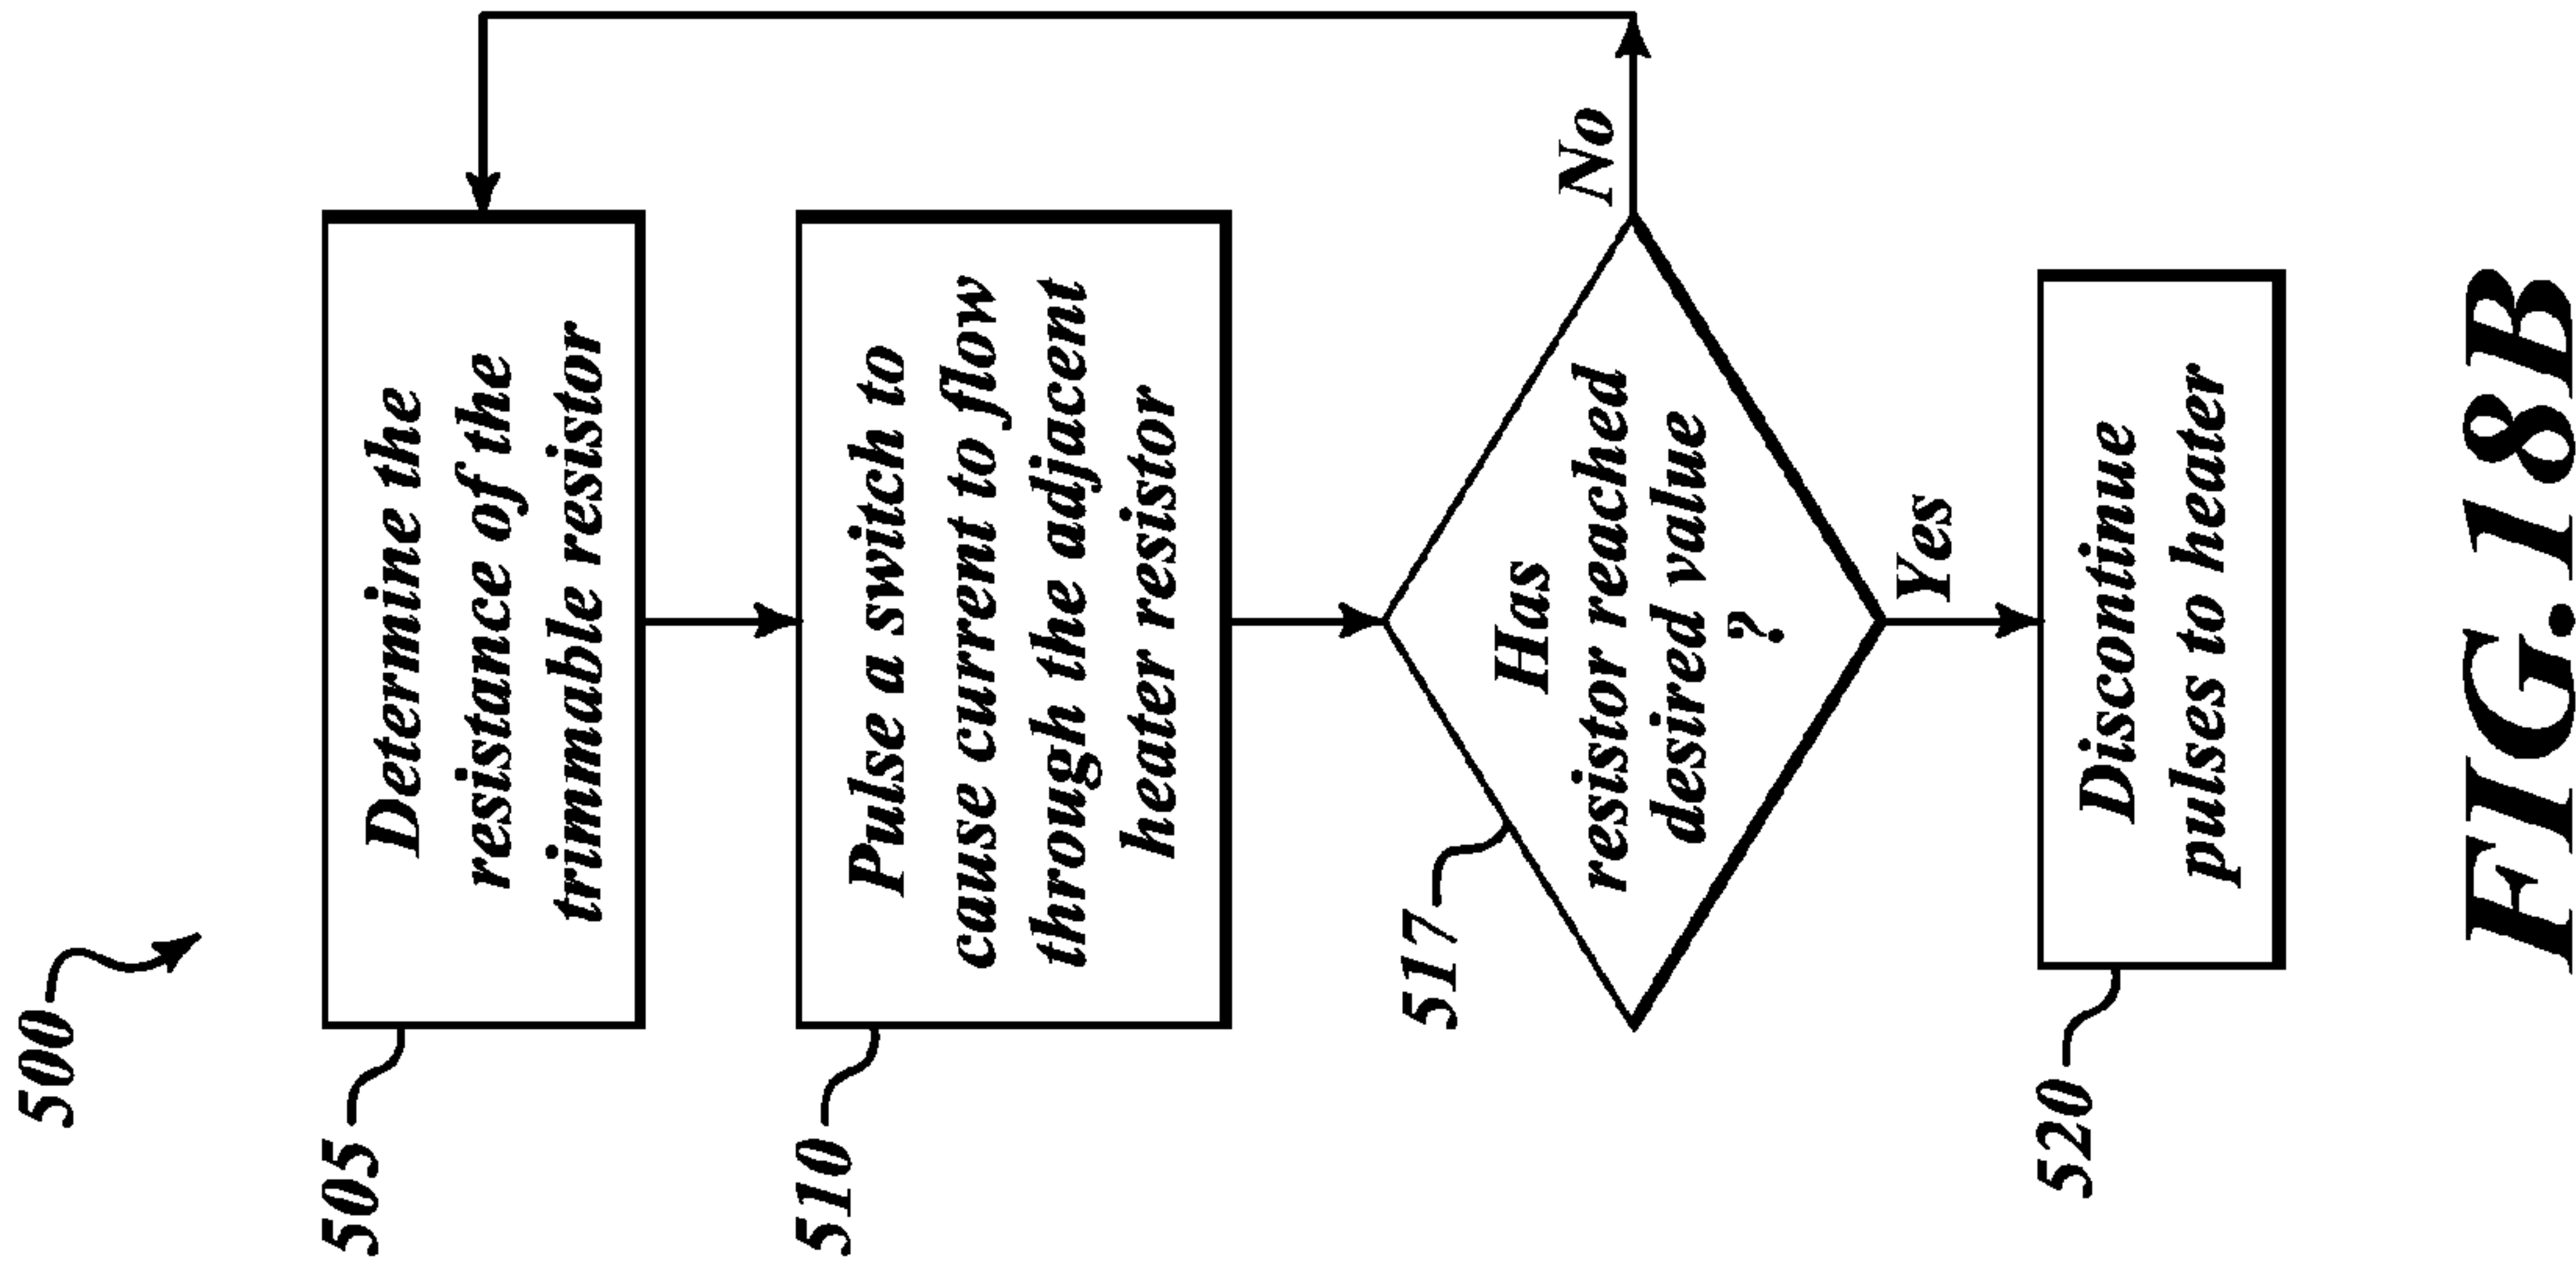 500
505
Determine the
resistance of the
trimmable resistor
510
Pulse a switch to
cause current to flow
through the adjacent
heater resistor
517
Has
resistor reached
desired value
?
No
Yes
520
Discontinue
pulses to heater
FIG.18B